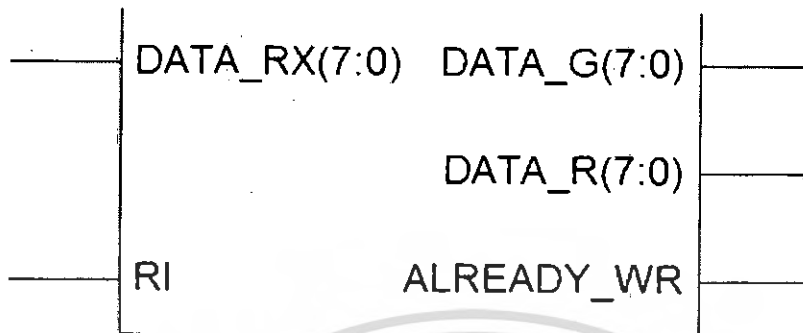 DATA_RX(7:0) DATA_G(7:0)
DATA_R(7:0)
RI ALREADY_WR